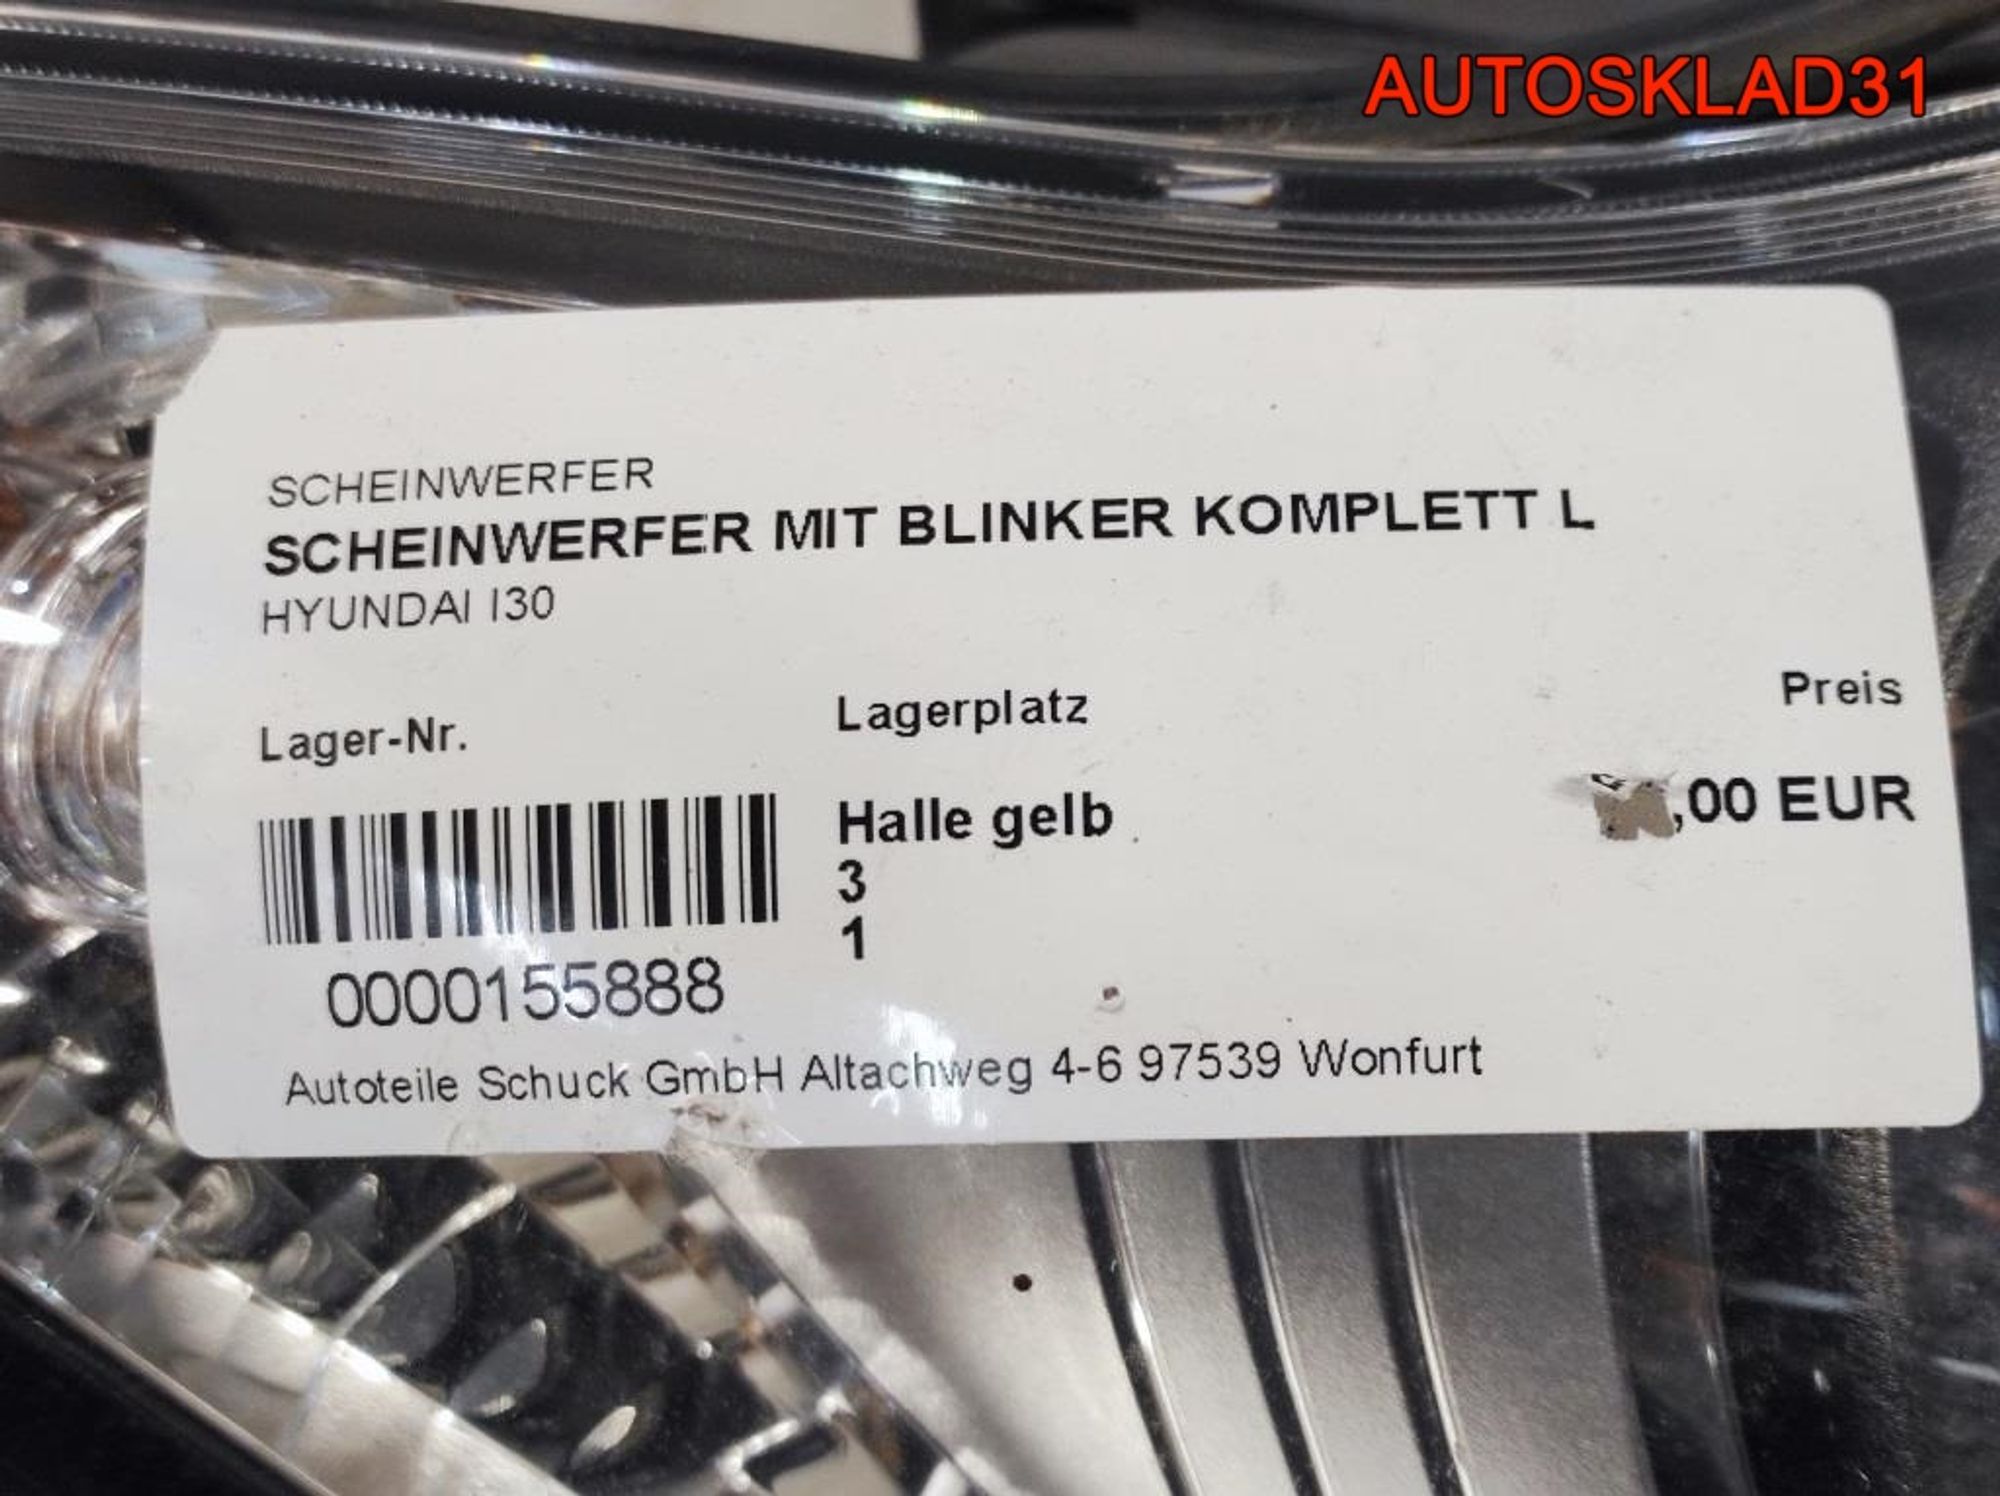 AUTOSKLAD31
SCHEINWERFER
SCHEINWERFER MIT BLINKER KOMPLETT L
HYUNDAI I30
Lager-Nr.
Lagerplatz
Preis
Halle gelb
,00 EUR
3
1
0000155888
Autoteile Schuck GmbH Altachweg 4-6 97539 Wonfurt